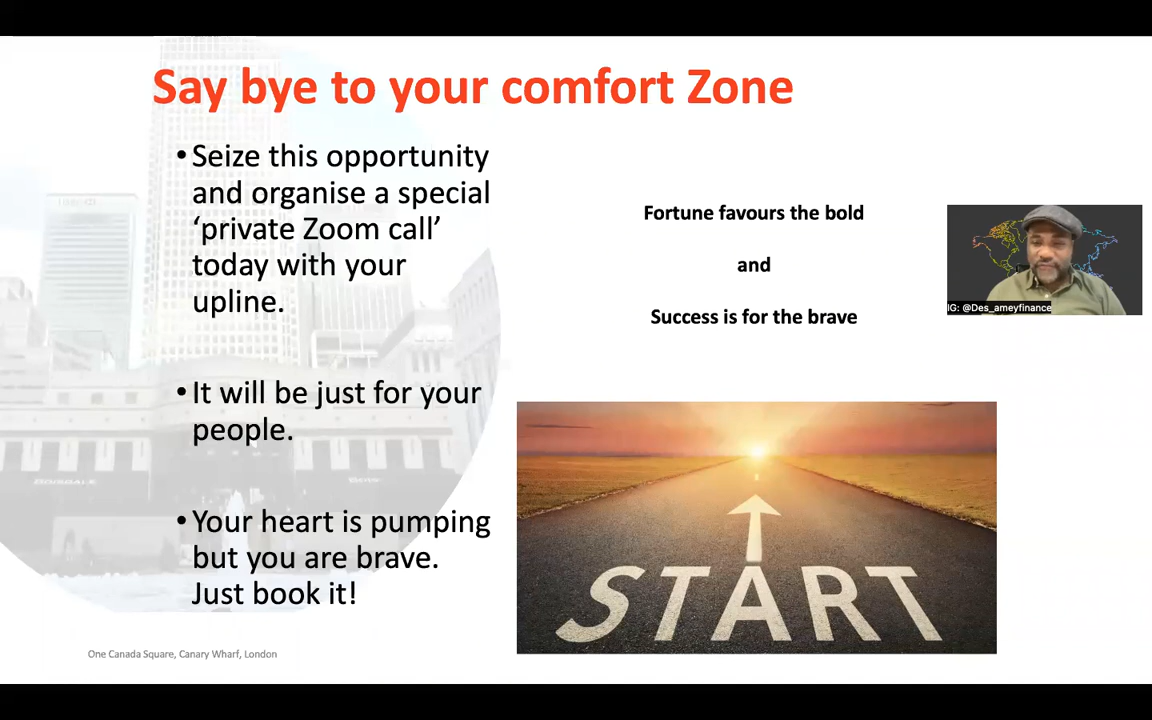 Say bye to your comfort Zone
• Seize this opportunity
and organise a special
‘private Zoom call’
today with your
upline.
• It will be just for your
people.
• Your heart is pumping
but you are brave.
Just book it!
Fortune favours the bold
and
Success is for the brave
IG: @Des_ameyfinance
START
BOISDALE
One Canada Square, Canary Wharf, London